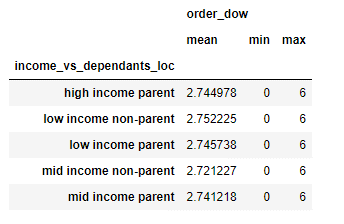 order_dow
mean min max
income_vs_dependants_loc
high income parent 2.744978 0 6
low income non-parent 2.752225 0 6
low income parent 2.745738 0 6
mid income non-parent 2.721227 0 6
mid income parent 2.741218 0 6